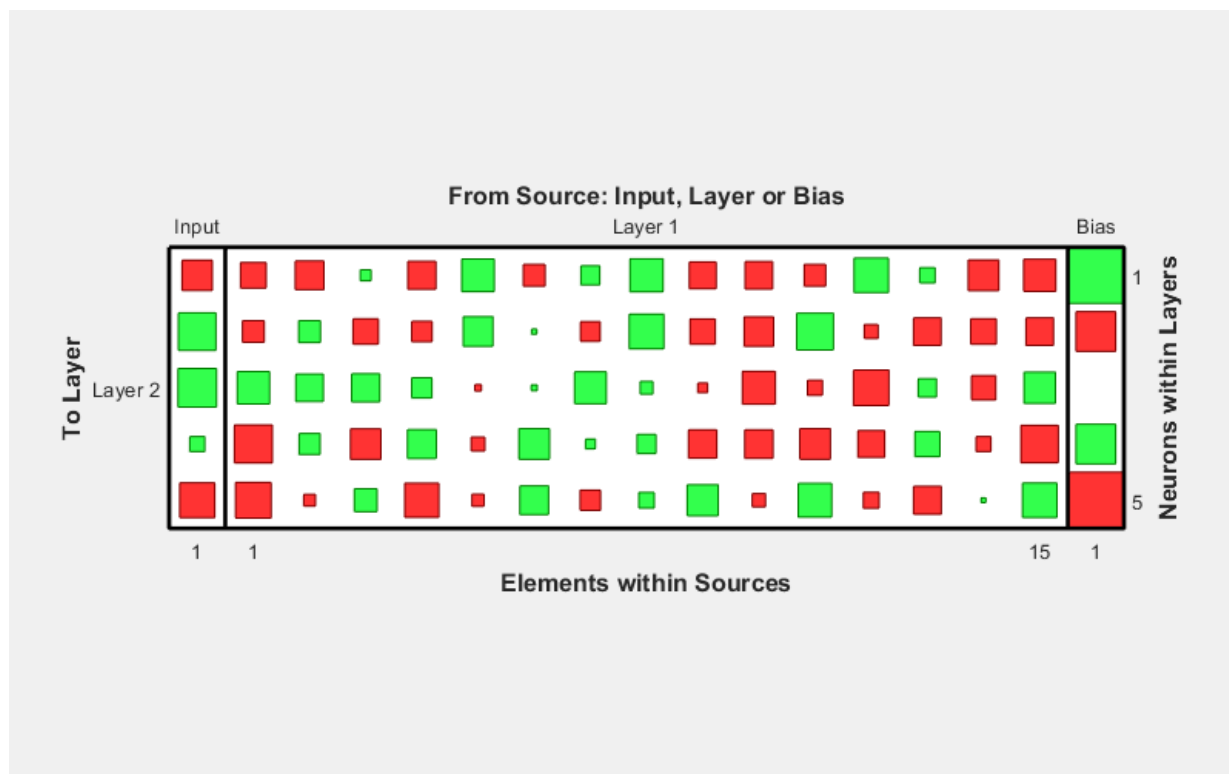 From Source: Input, Layer or Bias
Input Layer 1 Bias
1
To Layer
Layer 2
Neurons within Layers
5
1 1 15 1
Elements within Sources